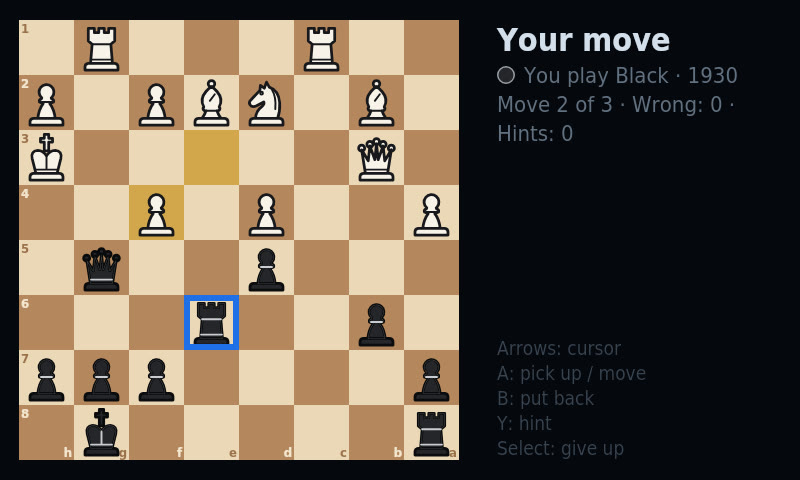 Your move
You play Black · 1930
Move 2 of 3 · Wrong: 0 ·
Hints: 0
1
2
3
4
5
6
7
8
h g f e d c b a
Arrows: cursor
A: pick up / move
B: put back
Y: hint
Select: give up